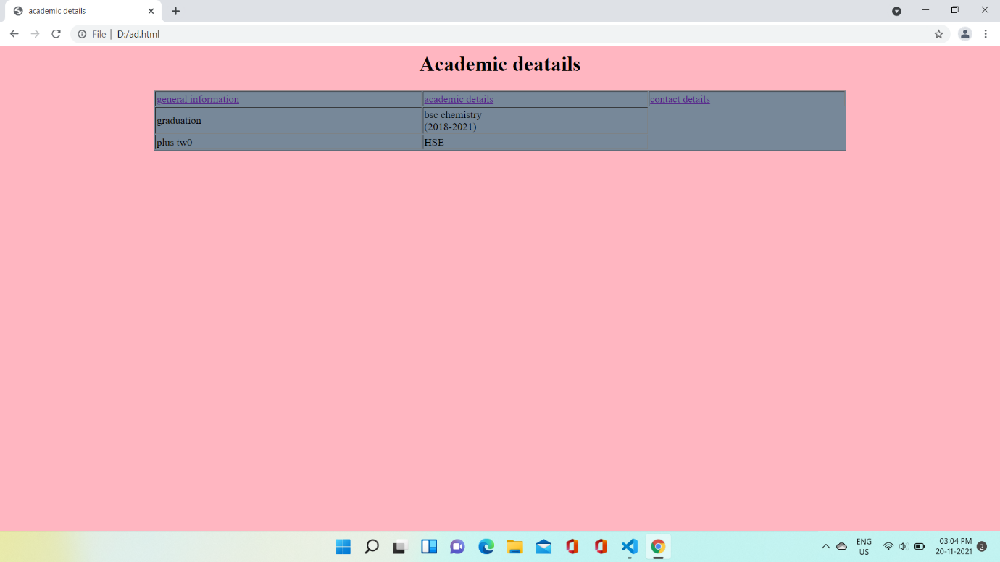 academic details
File | D:/ad.html
Academic deatails
general information academic details contact details
graduation bsc chemistry
(2018-2021)
plus tw0 HSE
ENG
US
03:04 PM
20-11-2021
2